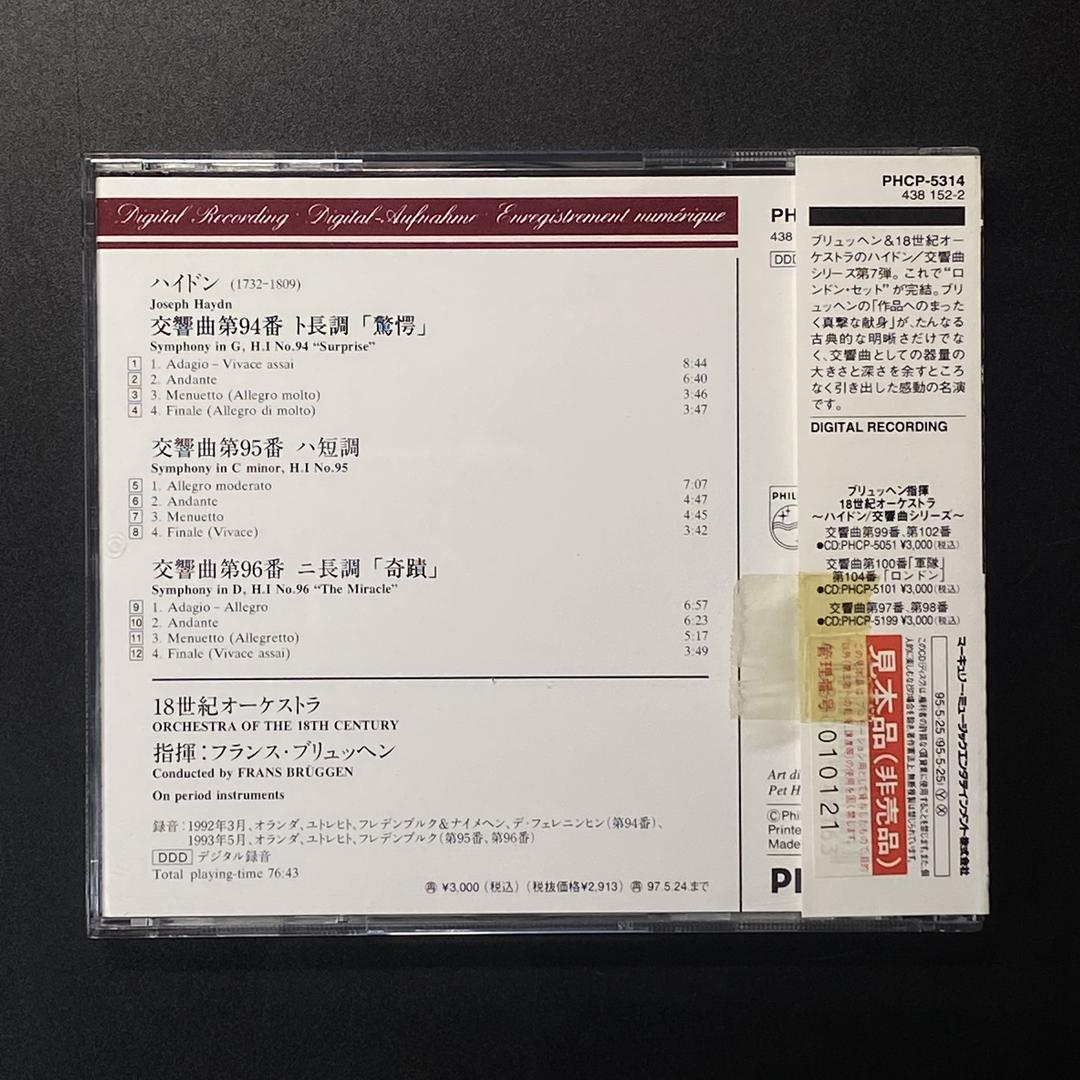 Digital Recording · Digital-Aufnahme · Enregistrement numérique
ハイドン (1732-1809)
Joseph Haydn
交響曲第94番 ト長調「驚愕」
Symphony in G, H.I No.94 “Surprise”
1 1. Adagio – Vivace assai 8:44
2 2. Andante 6:40
3 3. Menuetto (Allegro molto) 3:46
4 4. Finale (Allegro di molto) 3:47
交響曲第95番 ハ短調
Symphony in C minor, H.I No.95
5 1. Allegro moderato 7:07
6 2. Andante 4:47
7 3. Menuetto 4:45
8 4. Finale (Vivace) 3:42
交響曲第96番 ニ長調「奇蹟」
Symphony in D, H.I No.96 “The Miracle”
9 1. Adagio – Allegro 6:57
10 2. Andante 6:23
11 3. Menuetto (Allegretto) 5:17
12 4. Finale (Vivace assai) 3:49
18世紀オーケストラ
ORCHESTRA OF THE 18TH CENTURY
指揮：フランス・ブリュッヘン
Conducted by FRANS BRÜGGEN
On period instruments
録音：1992年3月、オランダ、ユトレヒト、フレデンブルク&ナイメヘン、デ・フェレニンヒン（第94番）、
1993年5月、オランダ、ユトレヒト、フレデンブルク（第95番、第96番）
DDD デジタル録音
Total playing-time 76:43
再 ¥3,000（税込）（税抜価格¥2,913）再 97.5.24.まで
PH
438
DDD
PHIL
Art di
Pet H
Ⓒ Phi
Printe
Made
PHCP-5314
438 152-2
ブリュッヘン&18世紀オー
ケストラのハイドン／交響曲
シリーズ第7弾。これで“ロ
ンドン・セット”が完結。ブリ
ュッヘンの「作品へのまった
く真摯な献身」が、たんなる
古典的な明晰さだけでな
く、交響曲としての器量の
大きさと深さを余すところ
なく引き出した感動の名演
です。
DIGITAL RECORDING
ブリュッヘン指揮
18世紀オーケストラ
〜ハイドン／交響曲シリーズ〜
交響曲第99番、第102番
●CD:PHCP-5051 ¥3,000（税込）
交響曲第100番「軍隊」
第104番「ロンドン」
●CD:PHCP-5101 ¥3,000（税込）
交響曲第97番、第98番
●CD:PHCP-5199 ¥3,000（税込）
マーキュリー・ミュージックエンタテインメント株式会社
95・5・25 (95・5・25) Ⓨ Ⓧ
見本品（非売品）
管理番号